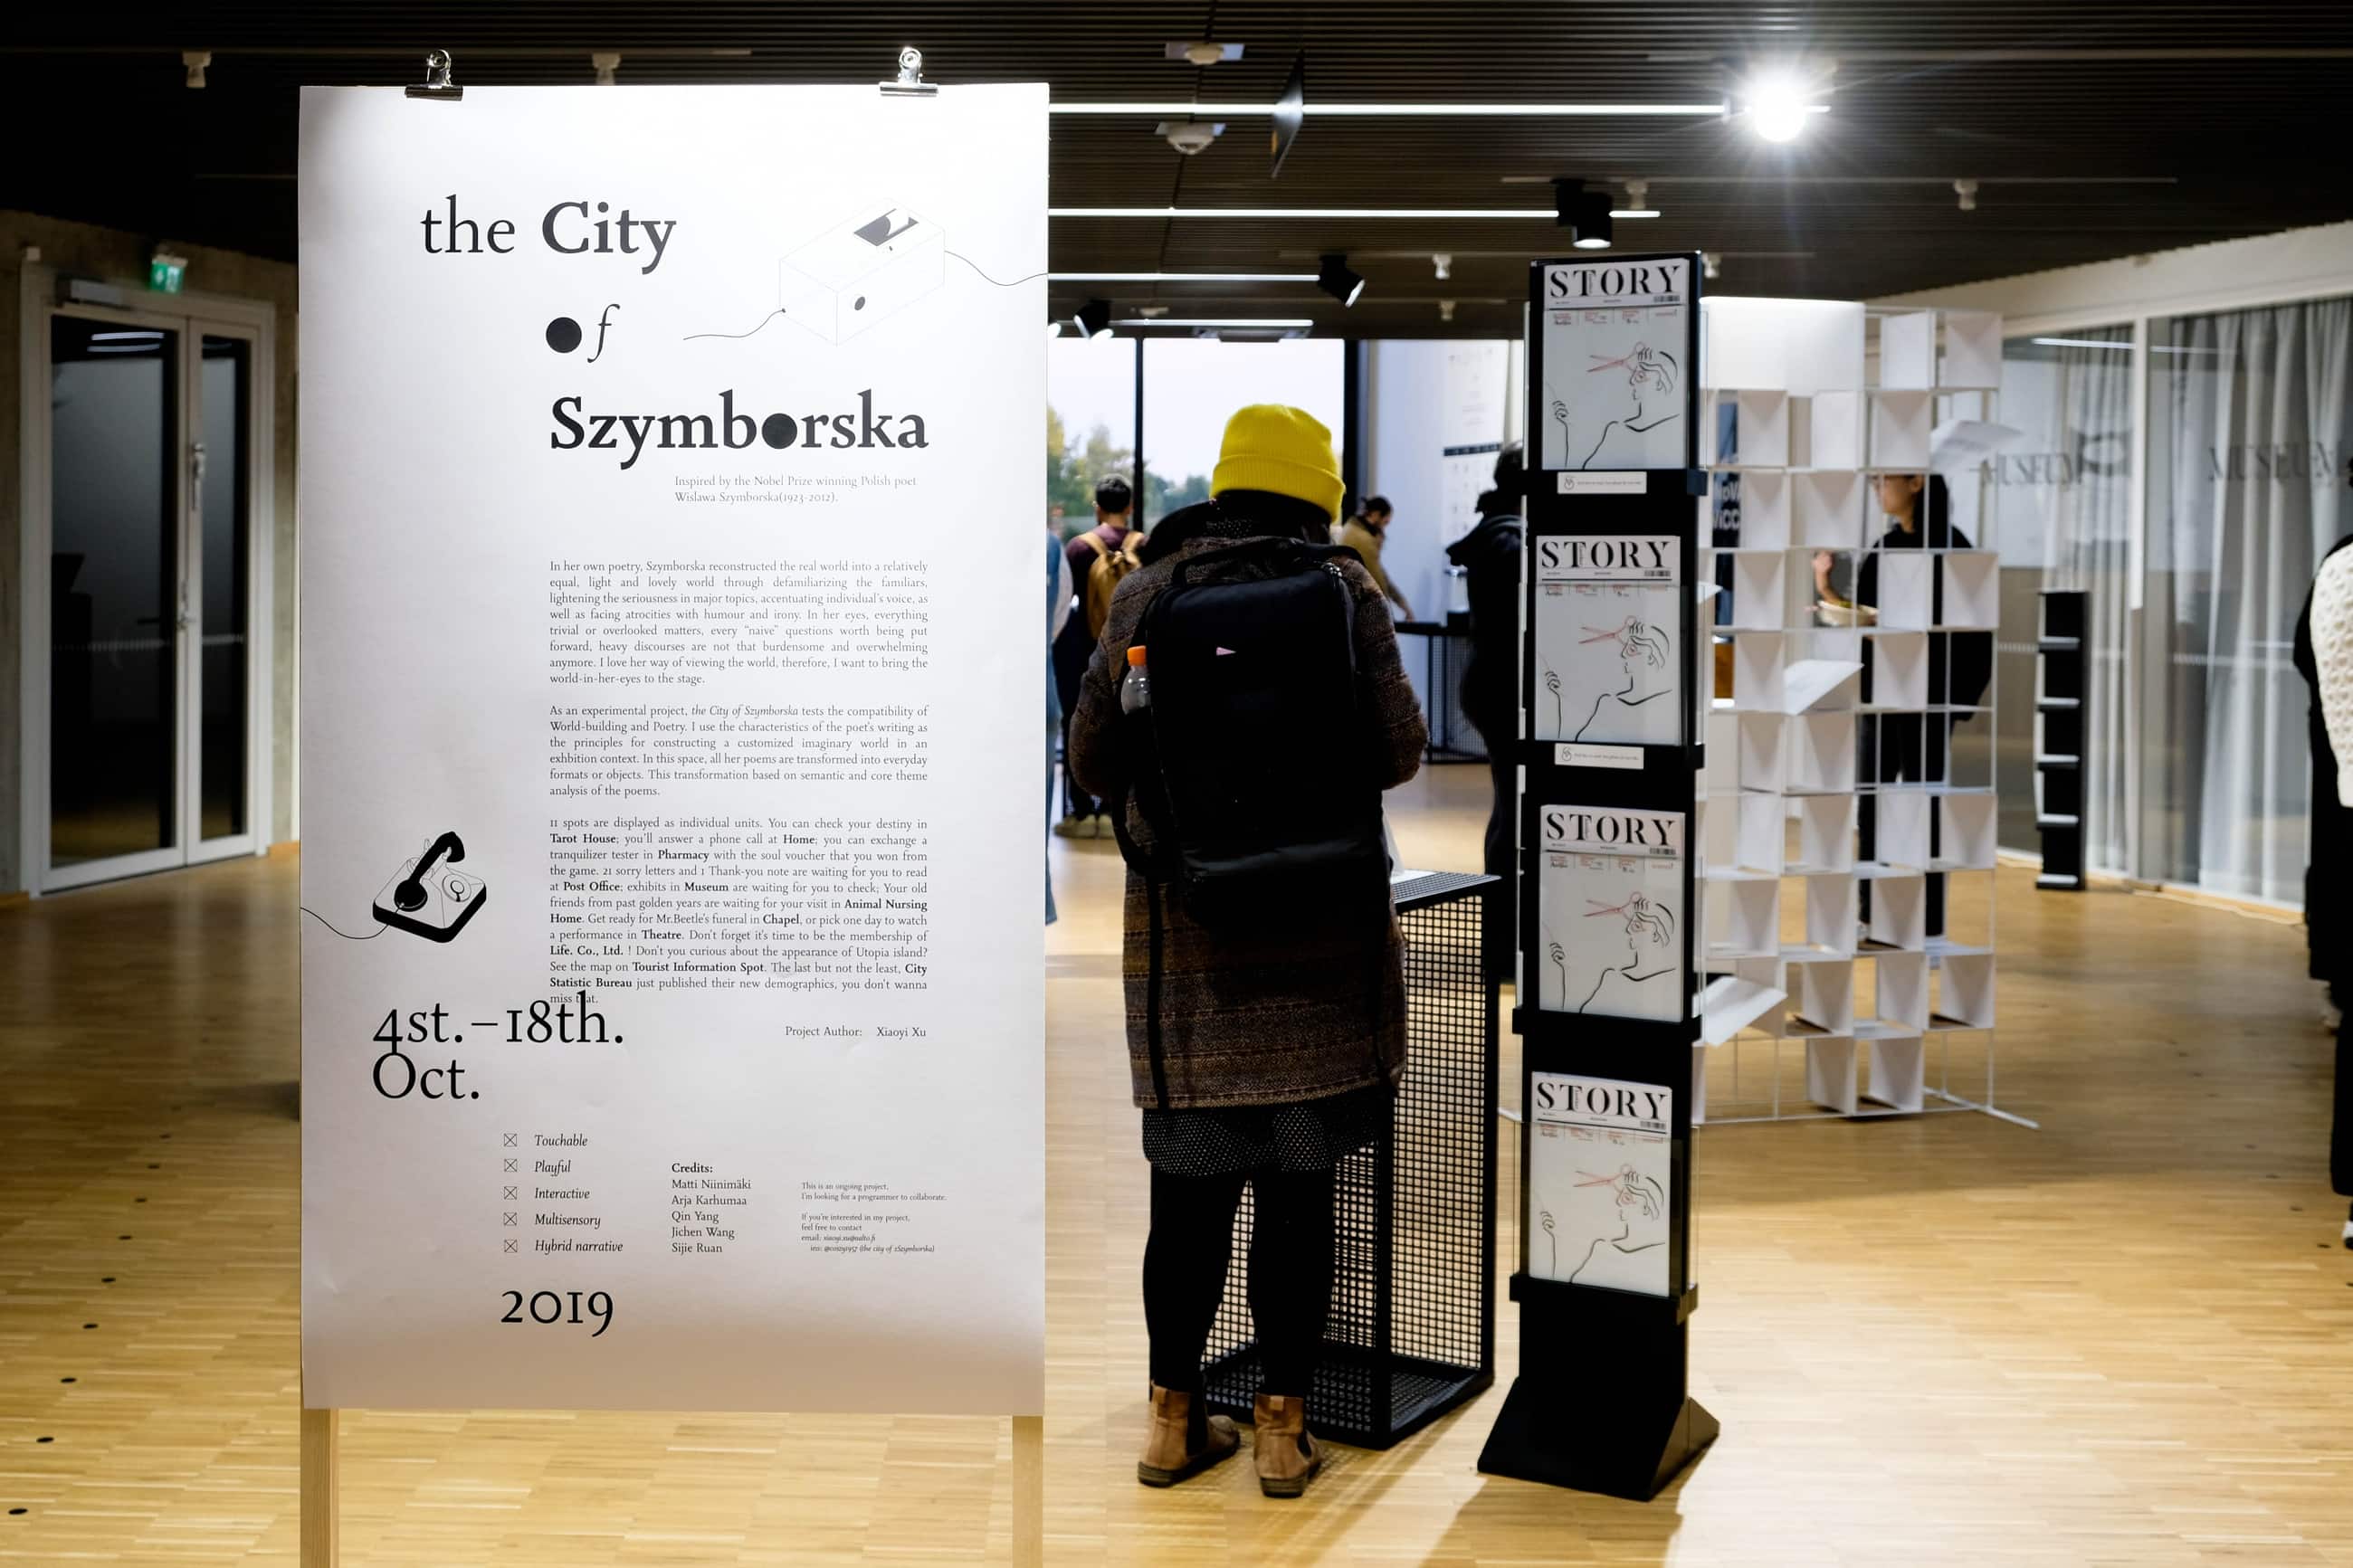 the City
of
Szymborska
Inspired by the Nobel Prize winning Polish poet
Wislawa Szymborska(1923-2012).
In her own poetry, Szymborska reconstructed the real world into a relatively
equal, light and lovely world through defamiliarizing the familiars,
lightening the seriousness in major topics, accentuating individual's voice, as
well as facing atrocities with humour and irony. In her eyes, everything
trivial or overlooked matters, every "naive" questions worth being put
forward, heavy discourses are not that burdensome and overwhelming
anymore. I love her way of viewing the world, therefore, I want to bring the
world-in-her-eyes to the stage.
As an experimental project, the City of Szymborska tests the compatibility of
World-building and Poetry. I use the characteristics of the poet's writing as
the principles for constructing a customized imaginary world in an
exhbition context. In this space, all her poems are transformed into everyday
formats or objects. This transformation based on semantic and core theme
analysis of the poems.
11 spots are displayed as individual units. You can check your destiny in
Tarot House; you'll answer a phone call at Home; you can exchange a
tranquilizer tester in Pharmacy with the soul voucher that you won from
the game. 21 sorry letters and 1 Thank-you note are waiting for you to read
at Post Office; exhibits in Museum are waiting for you to check; Your old
friends from past golden years are waiting for your visit in Animal Nursing
Home. Get ready for Mr.Beetle's funeral in Chapel, or pick one day to watch
a performance in Theatre. Don't forget it's time to be the membership of
Life. Co., Ltd. ! Don't you curious about the appearance of Utopia island?
See the map on Tourist Information Spot. The last but not the least, City
Statistic Bureau just published their new demographics, you don't wanna
miss that.
4st.–18th.
Oct.
Project Author: Xiaoyi Xu
Touchable
Playful
Interactive
Multisensory
Hybrid narrative
Credits:
Matti Niinimäki
Arja Karhumaa
Qin Yang
Jichen Wang
Sijie Ruan
This is an ongoing project,
I'm looking for a programmer to collaborate.
If you're interested in my project,
feel free to contact
email: xiaoyi.xu@aalto.fi
2019
STORY
STORY
STORY
STORY
MUSEUM
MUSEUM